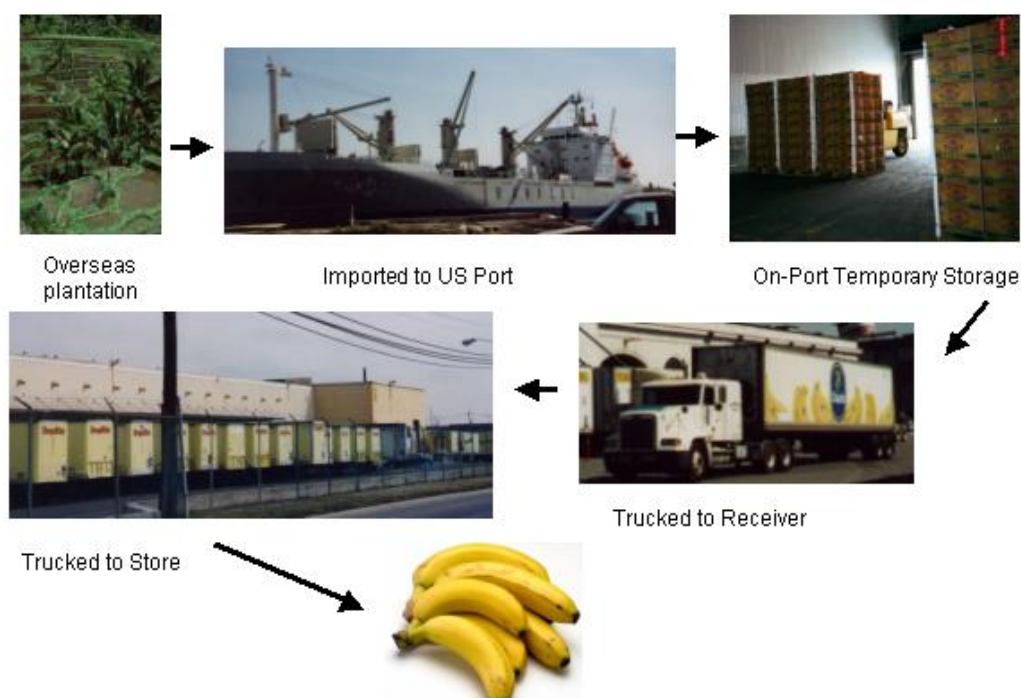 Overseas
plantation
Imported to US Port
On-Port Temporary Storage
Trucked to Receiver
Trucked to Store